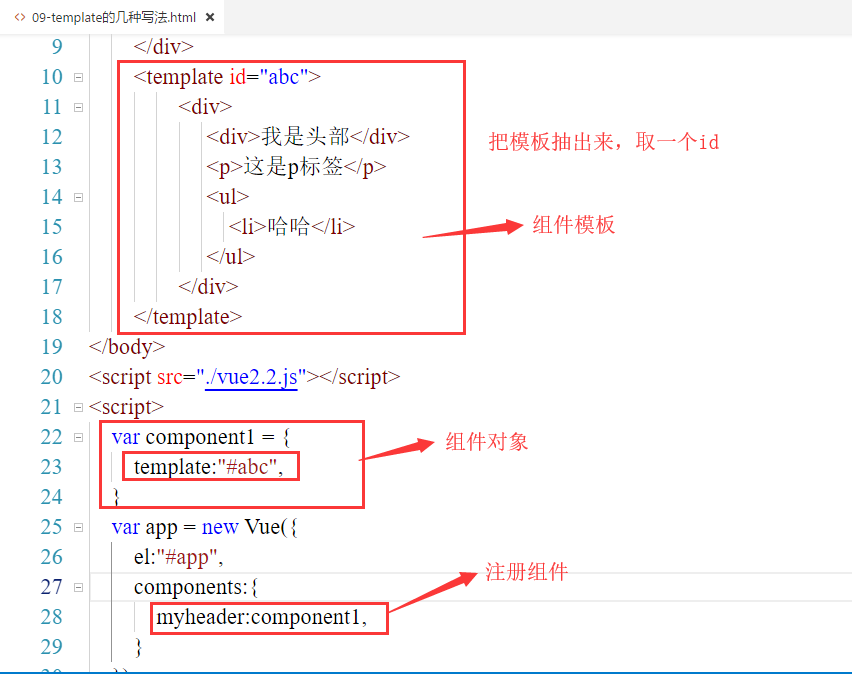 09-template的几种写法.html
9 </div>
10 <template id="abc">
11 <div>
12 <div>我是头部</div>
把模板抽出来，取一个id
13 <p>这是p标签</p>
14 <ul>
15 <li>哈哈</li>
组件模板
16 </ul>
17 </div>
18 </template>
19 </body>
20 <script src="./vue2.2.js"></script>
21 <script>
22 var component1 = {
组件对象
23 template:"#abc",
24 }
25 var app = new Vue({
26 el:"#app",
注册组件
27 components:{
28 myheader:component1,
29 }